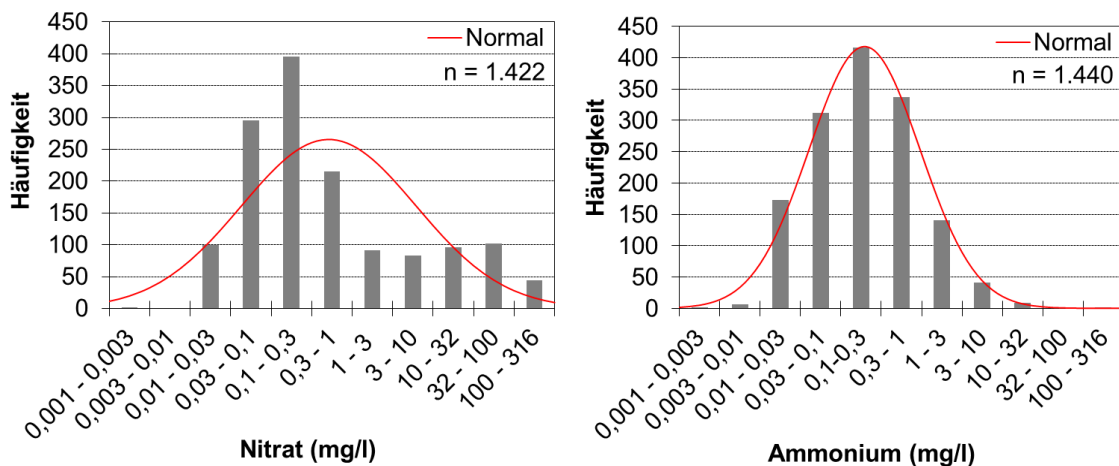 450
400
350
300
250
200
150
100
50
0
Häufigkeit
Normal
n = 1.422
0,001 - 0,003
0,003 - 0,01
0,01 - 0,03
0,03 - 0,1
0,1 - 0,3
0,3 - 1
1 - 3
3 - 10
10 - 32
32 - 100
100 - 316
Nitrat (mg/l)
450
400
350
300
250
200
150
100
50
0
Häufigkeit
Normal
n = 1.440
0,001 - 0,003
0,003 - 0,01
0,01 - 0,03
0,03 - 0,1
0,1-0,3
0,3 - 1
1 - 3
3 - 10
10 - 32
32 - 100
100 - 316
Ammonium (mg/l)